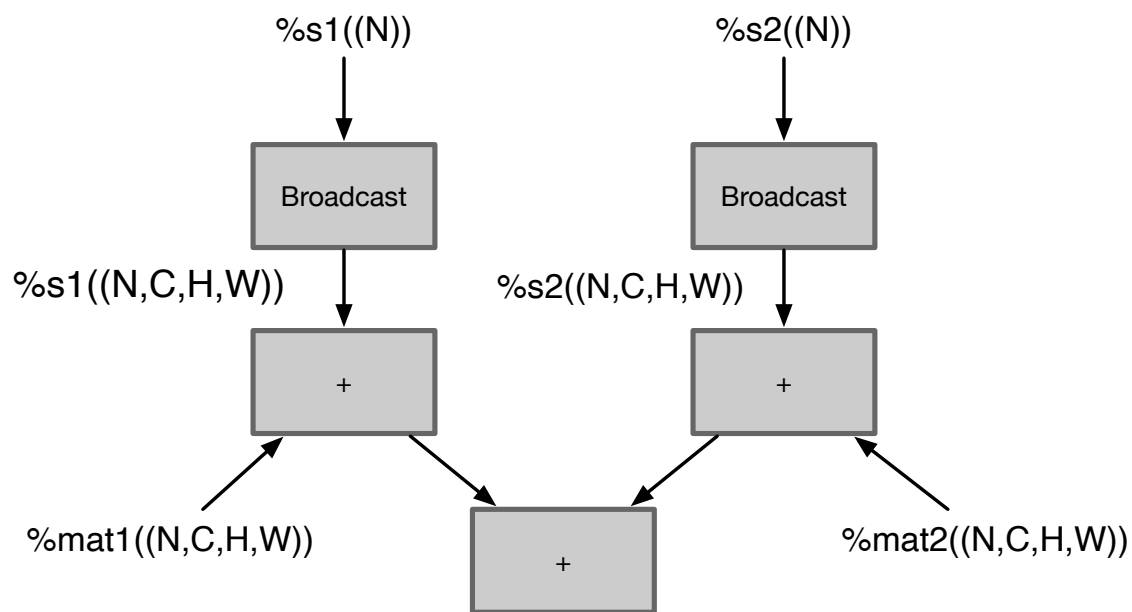 %s1((N))
%s2((N))
Broadcast
Broadcast
%s1((N,C,H,W))
%s2((N,C,H,W))
+
+
%mat1((N,C,H,W))
%mat2((N,C,H,W))
+